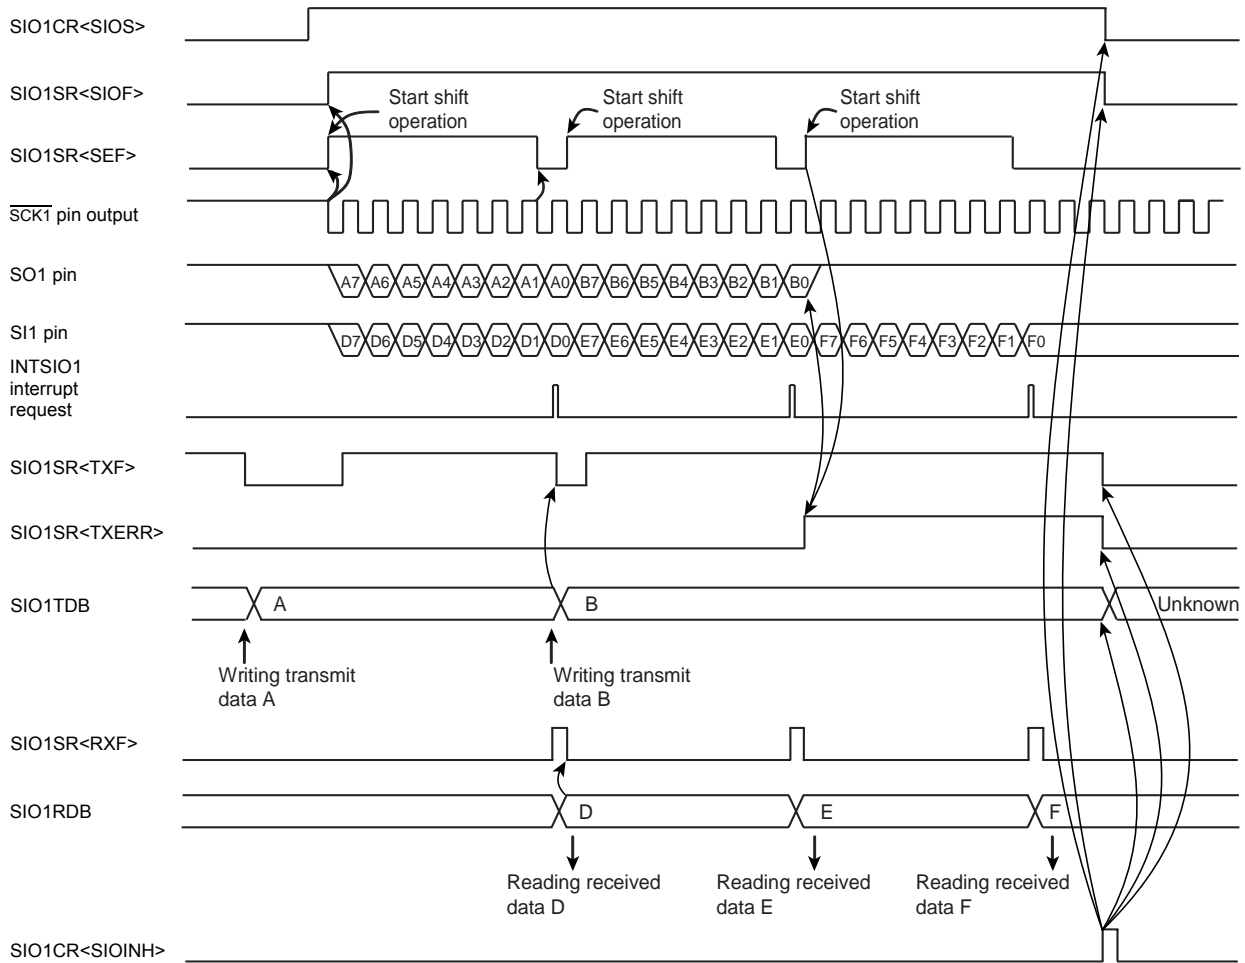 SIO1CR<SIOS>
SIO1SR<SIOF>
Start shift
operation
Start shift
operation
Start shift
operation
SIO1SR<SEF>
SCK1 pin output
SO1 pin
A7 A6 A5 A4 A3 A2 A1 A0 B7 B6 B5 B4 B3 B2 B1 B0
SI1 pin
D7 D6 D5 D4 D3 D2 D1 D0 E7 E6 E5 E4 E3 E2 E1 E0 F7 F6 F5 F4 F3 F2 F1 F0
INTSIO1
interrupt
request
SIO1SR<TXF>
SIO1SR<TXERR>
SIO1TDB
A
B
Unknown
Writing transmit
data A
Writing transmit
data B
SIO1SR<RXF>
SIO1RDB
D
E
F
Reading received
data D
Reading received
data E
Reading received
data F
SIO1CR<SIOINH>